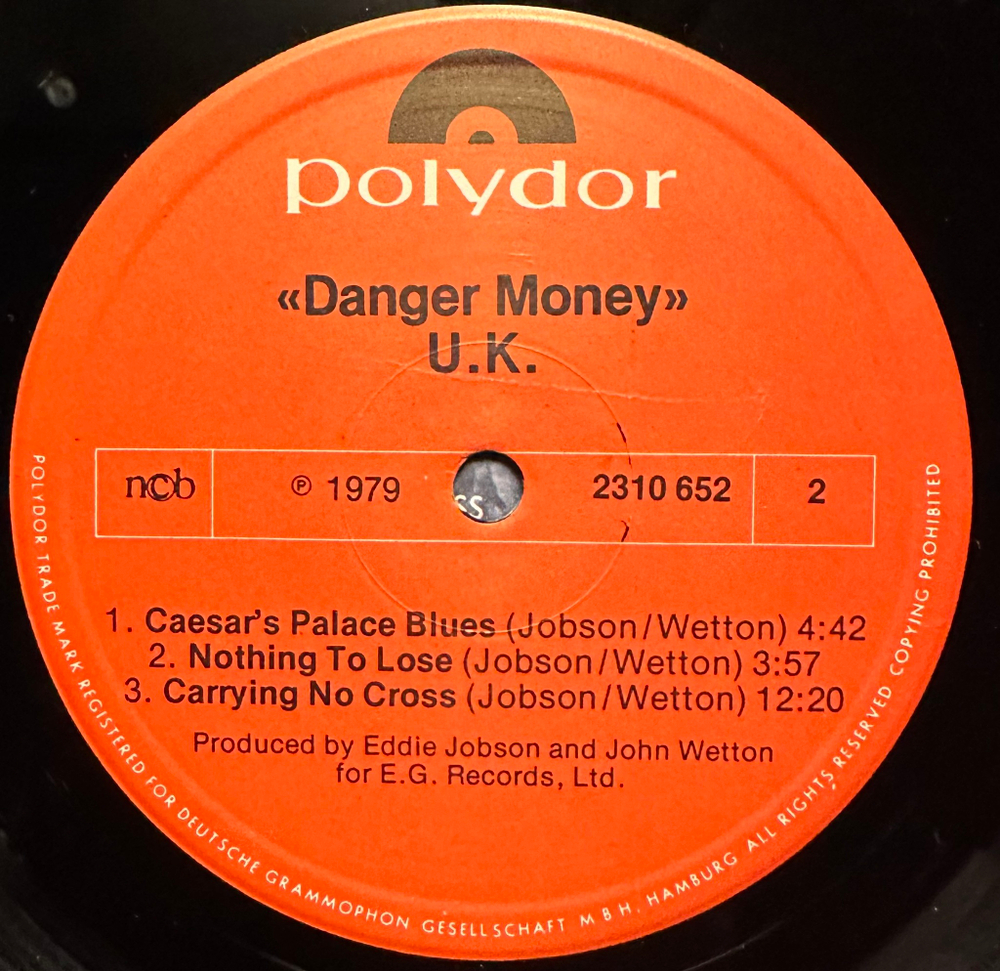 polydor
«Danger Money»
U.K.
ncb
℗ 1979
2310 652
2
cs
1. Caesar's Palace Blues (Jobson/Wetton) 4:42
2. Nothing To Lose (Jobson/Wetton) 3:57
3. Carrying No Cross (Jobson/Wetton) 12:20
Produced by Eddie Jobson and John Wetton
for E.G. Records, Ltd.
POLYDOR TRADE MARK REGISTERED FOR DEUTSCHE GRAMMOPHON GESELLSCHAFT M B H. HAMBURG ALL RIGHTS RESERVED COPYING PROHIBITED